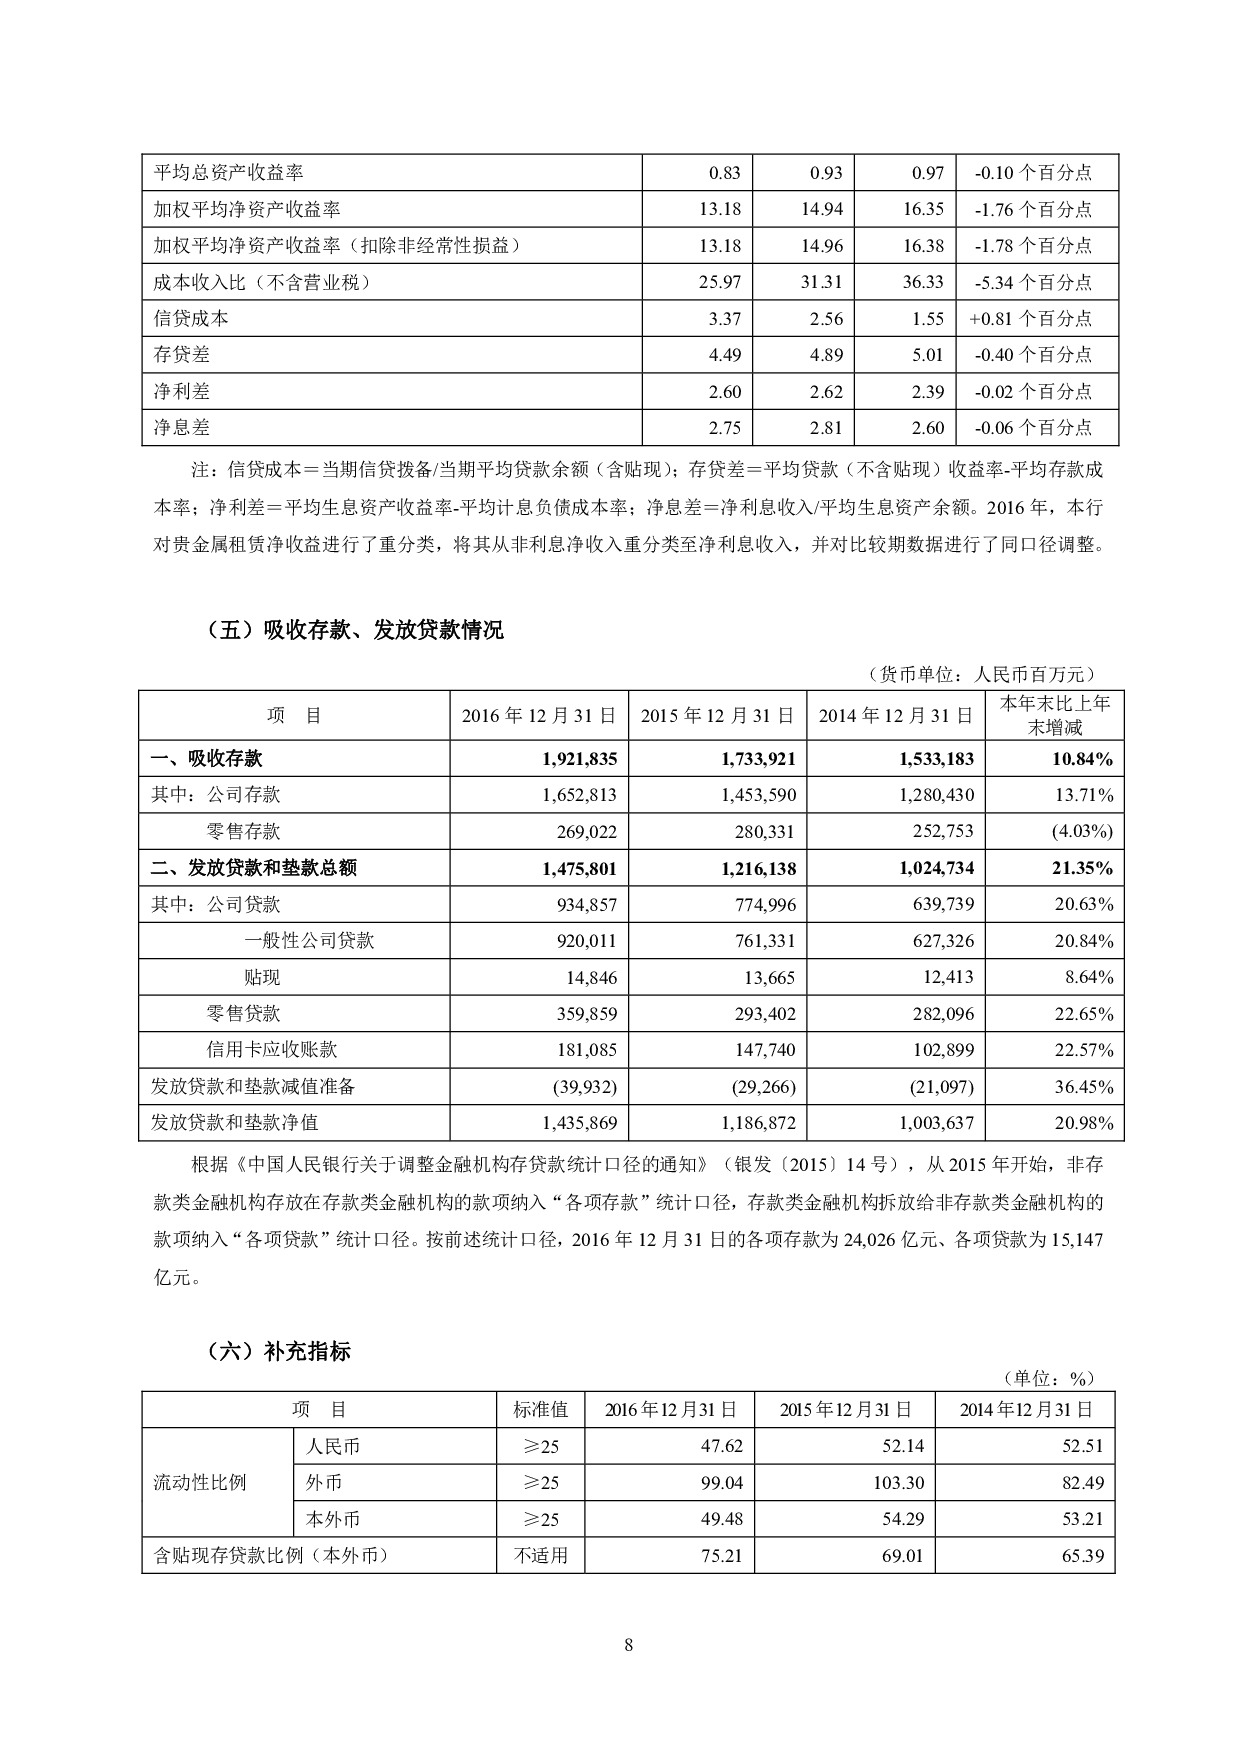 平均总资产收益率 0.83 0.93 0.97 -0.10 个百分点
加权平均净资产收益率 13.18 14.94 16.35 -1.76 个百分点
加权平均净资产收益率（扣除非经常性损益） 13.18 14.96 16.38 -1.78 个百分点
成本收入比（不含营业税） 25.97 31.31 36.33 -5.34 个百分点
信贷成本 3.37 2.56 1.55 +0.81 个百分点
存贷差 4.49 4.89 5.01 -0.40 个百分点
净利差 2.60 2.62 2.39 -0.02 个百分点
净息差 2.75 2.81 2.60 -0.06 个百分点
注：信贷成本＝当期信贷拨备/当期平均贷款余额（含贴现）；存贷差＝平均贷款（不含贴现）收益率-平均存款成
本率；净利差＝平均生息资产收益率-平均计息负债成本率；净息差＝净利息收入/平均生息资产余额。2016 年，本行
对贵金属租赁净收益进行了重分类，将其从非利息净收入重分类至净利息收入，并对比较期数据进行了同口径调整。
（五）吸收存款、发放贷款情况
（货币单位：人民币百万元）
项 目 2016 年 12 月 31 日 2015 年 12 月 31 日 2014 年 12 月 31 日 本年末比上年
末增减
一、吸收存款 1,921,835 1,733,921 1,533,183 10.84%
其中：公司存款 1,652,813 1,453,590 1,280,430 13.71%
零售存款 269,022 280,331 252,753 (4.03%)
二、发放贷款和垫款总额 1,475,801 1,216,138 1,024,734 21.35%
其中：公司贷款 934,857 774,996 639,739 20.63%
一般性公司贷款 920,011 761,331 627,326 20.84%
贴现 14,846 13,665 12,413 8.64%
零售贷款 359,859 293,402 282,096 22.65%
信用卡应收账款 181,085 147,740 102,899 22.57%
发放贷款和垫款减值准备 (39,932) (29,266) (21,097) 36.45%
发放贷款和垫款净值 1,435,869 1,186,872 1,003,637 20.98%
根据《中国人民银行关于调整金融机构存贷款统计口径的通知》（银发〔2015〕14 号），从 2015 年开始，非存
款类金融机构存放在存款类金融机构的款项纳入“各项存款”统计口径，存款类金融机构拆放给非存款类金融机构的
款项纳入“各项贷款”统计口径。按前述统计口径，2016 年 12 月 31 日的各项存款为 24,026 亿元、各项贷款为 15,147
亿元。
（六）补充指标
（单位：%）
项 目 标准值 2016 年 12 月 31 日 2015 年 12 月 31 日 2014 年 12 月 31 日
流动性比例 人民币 ≥25 47.62 52.14 52.51
外币 ≥25 99.04 103.30 82.49
本外币 ≥25 49.48 54.29 53.21
含贴现存贷款比例（本外币） 不适用 75.21 69.01 65.39
8